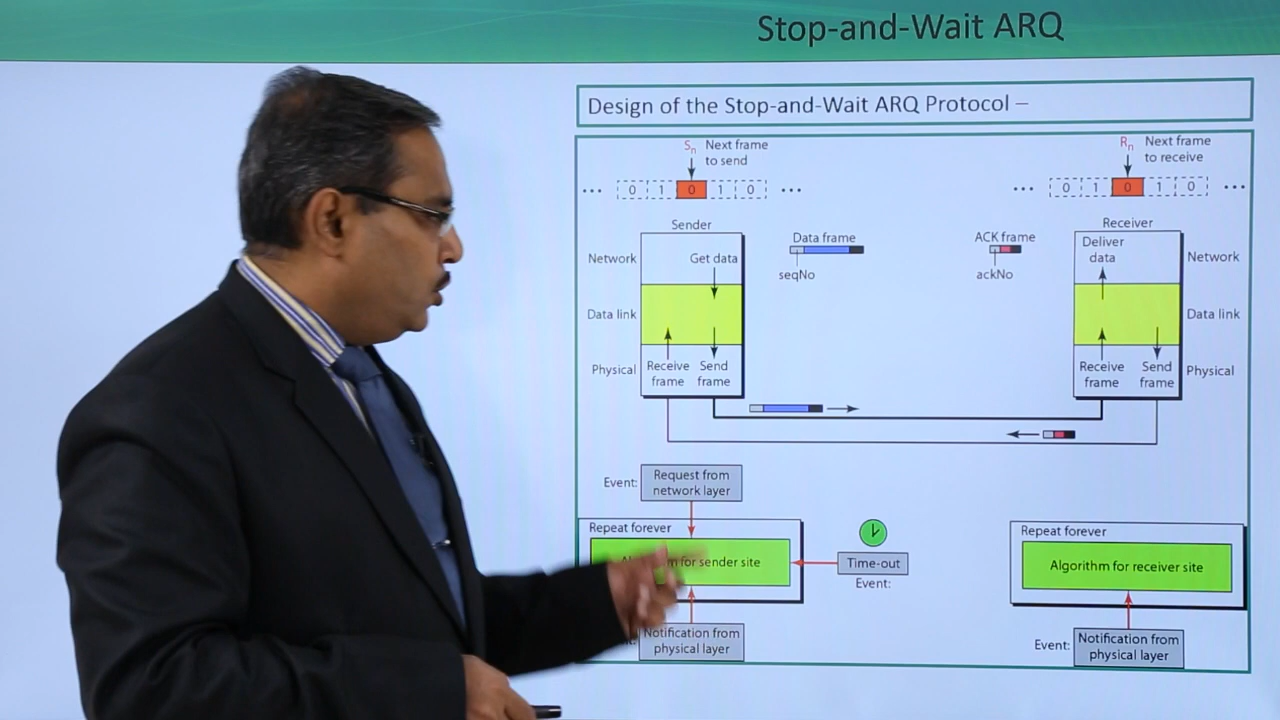 Stop-and-Wait ARQ
Design of the Stop-and-Wait ARQ Protocol –
Sn Next frame
to send
Rn Next frame
to receive
... 0 1 0 1 0 ...
... 0 1 0 1 0 ...
Sender
Receiver
Data frame
seqNo
ACK frame
ackNo
Network
Get data
Deliver
data
Network
Data link
Data link
Physical
Receive
frame
Send
frame
Receive
frame
Send
frame
Physical
Event:
Request from
network layer
Repeat forever
for sender site
Time-out
Event:
Repeat forever
Algorithm for receiver site
Notification from
physical layer
Event:
Notification from
physical layer